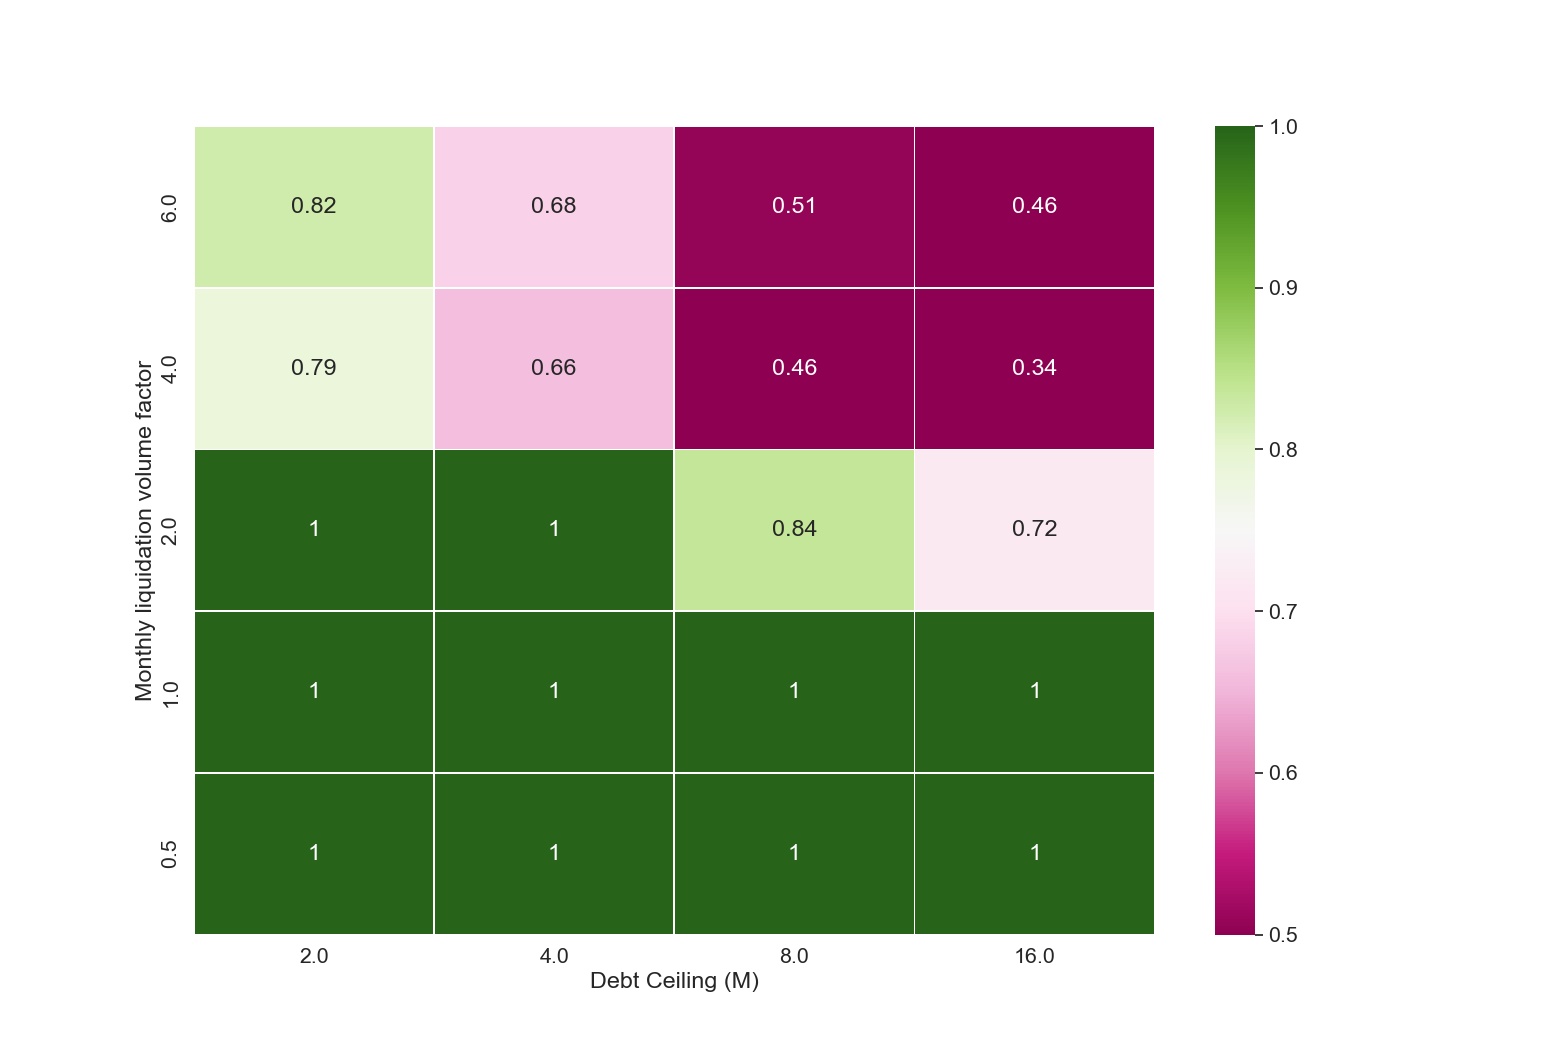 6.0 0.82 0.68 0.51 0.46
4.0 0.79 0.66 0.46 0.34
2.0 1 1 0.84 0.72
1.0 1 1 1 1
0.5 1 1 1 1
Monthly liquidation volume factor
2.0 4.0 8.0 16.0
Debt Ceiling (M)
1.0
0.9
0.8
0.7
0.6
0.5